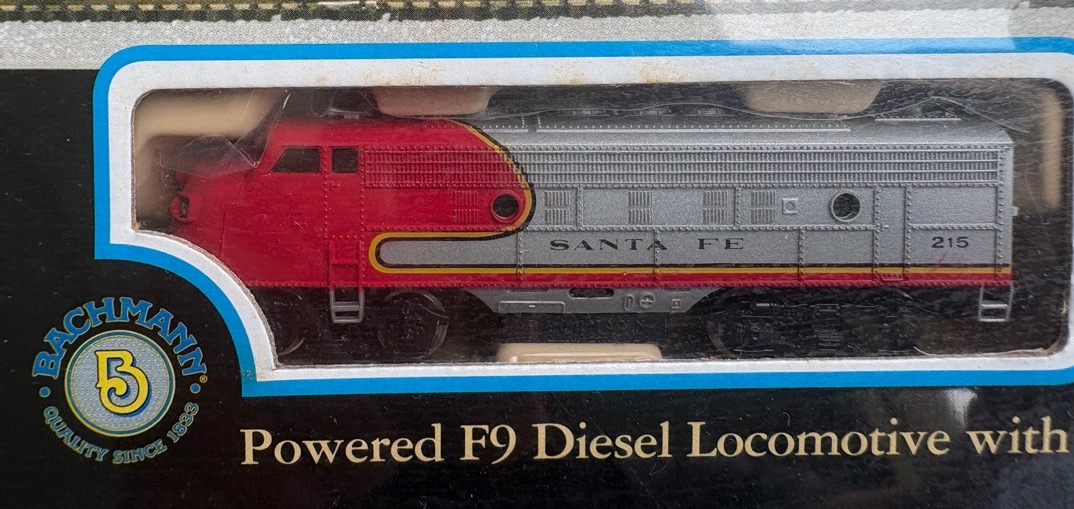 SANTA FE
215
BACHMANN®
B
QUALITY SINCE 1833
Powered F9 Diesel Locomotive with